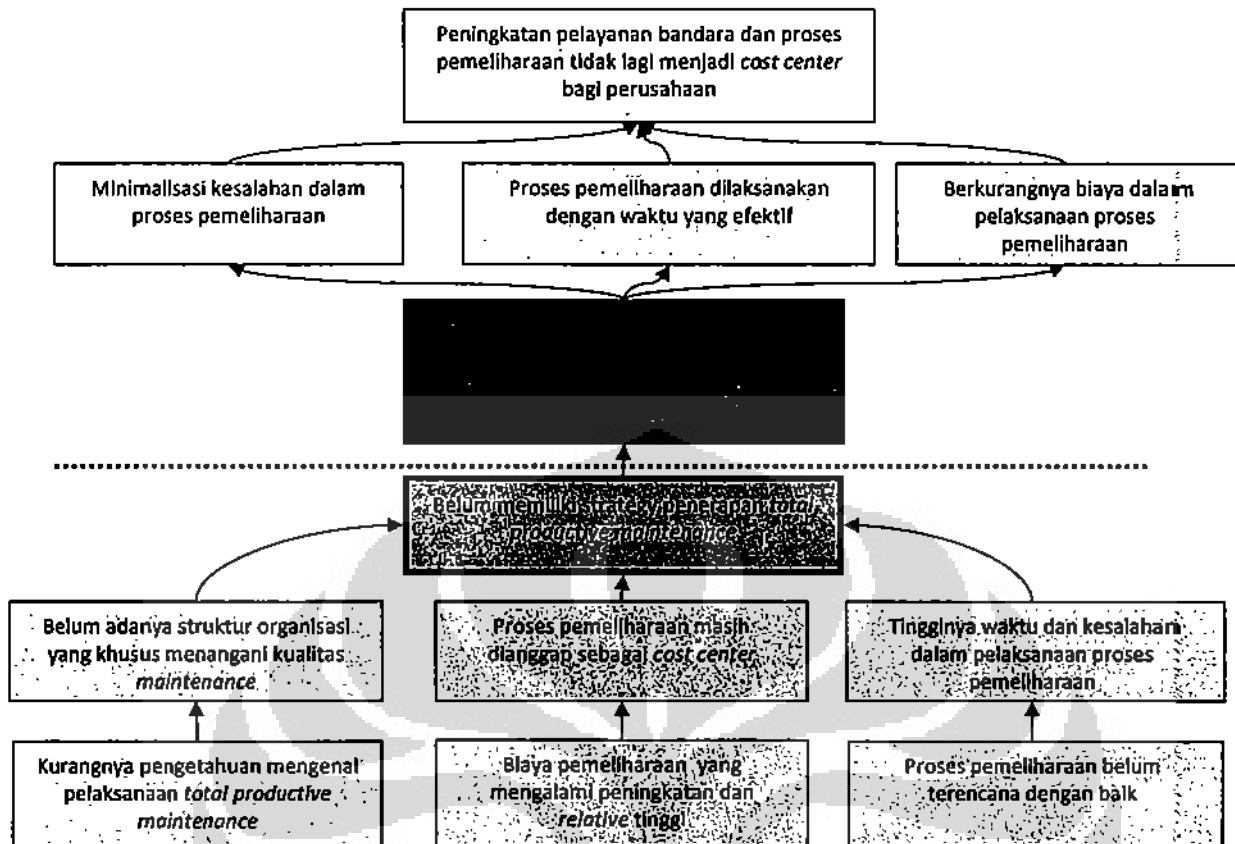 Peningkatan pelayanan bandara dan proses
pemeliharaan tidak lagi menjadi cost center
bagi perusahaan
Minimalisasi kesalahan dalam
proses pemeliharaan
Proses pemeliharaan dilaksanakan
dengan waktu yang efektif
Berkurangnya biaya dalam
pelaksanaan proses
pemeliharaan
Belum memiliki strategy penerapan total
productive maintenance
Belum adanya struktur organisasi
yang khusus menangani kualitas
maintenance
Proses pemeliharaan masih
dianggap sebagai cost center
Tingginya waktu dan kesalahan
dalam pelaksanaan proses
pemeliharaan
Kurangnya pengetahuan mengenai
pelaksanaan total productive
maintenance
Biaya pemeliharaan yang
mengalami peningkatan dan
relative tinggi
Proses pemeliharaan belum
terencana dengan baik